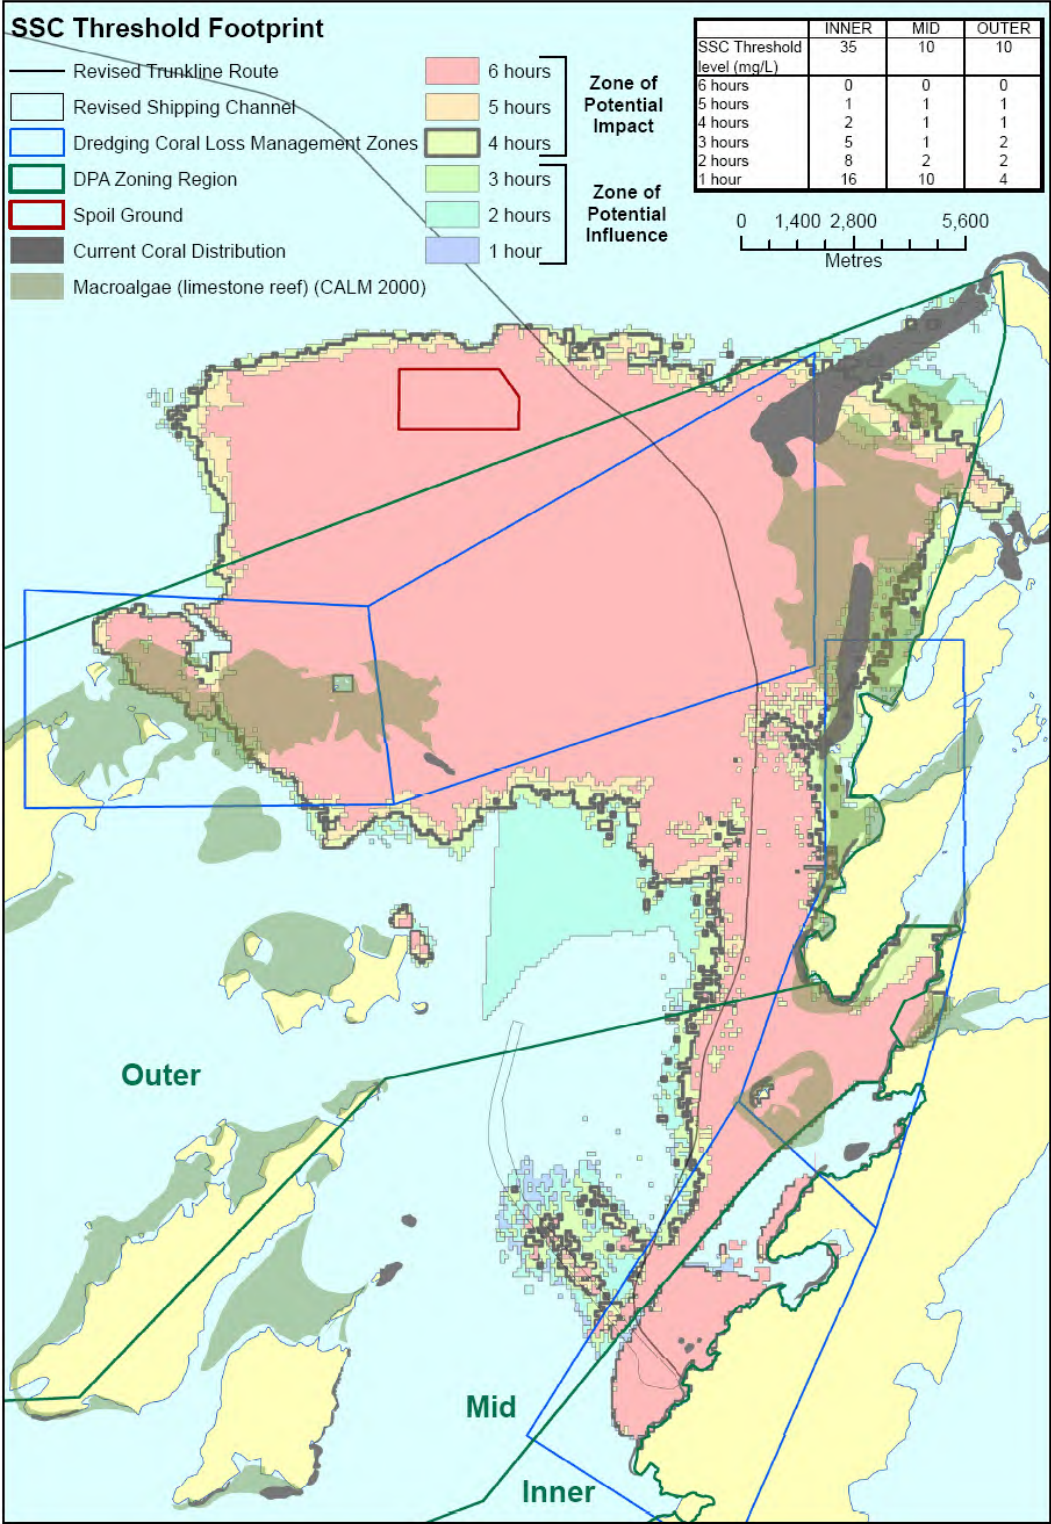 SSC Threshold Footprint
Revised Trunkline Route
Revised Shipping Channel
Dredging Coral Loss Management Zones
DPA Zoning Region
Spoil Ground
Current Coral Distribution
Macroalgae (limestone reef) (CALM 2000)
6 hours
5 hours
4 hours
3 hours
2 hours
1 hour
Zone of
Potential
Impact
Zone of
Potential
Influence
INNER MID OUTER
SSC Threshold 35 10 10
level (mg/L)
6 hours 0 0 0
5 hours 1 1 1
4 hours 2 1 1
3 hours 5 1 2
2 hours 8 2 2
1 hour 16 10 4
0 1,400 2,800 5,600
Metres
Outer
Mid
Inner